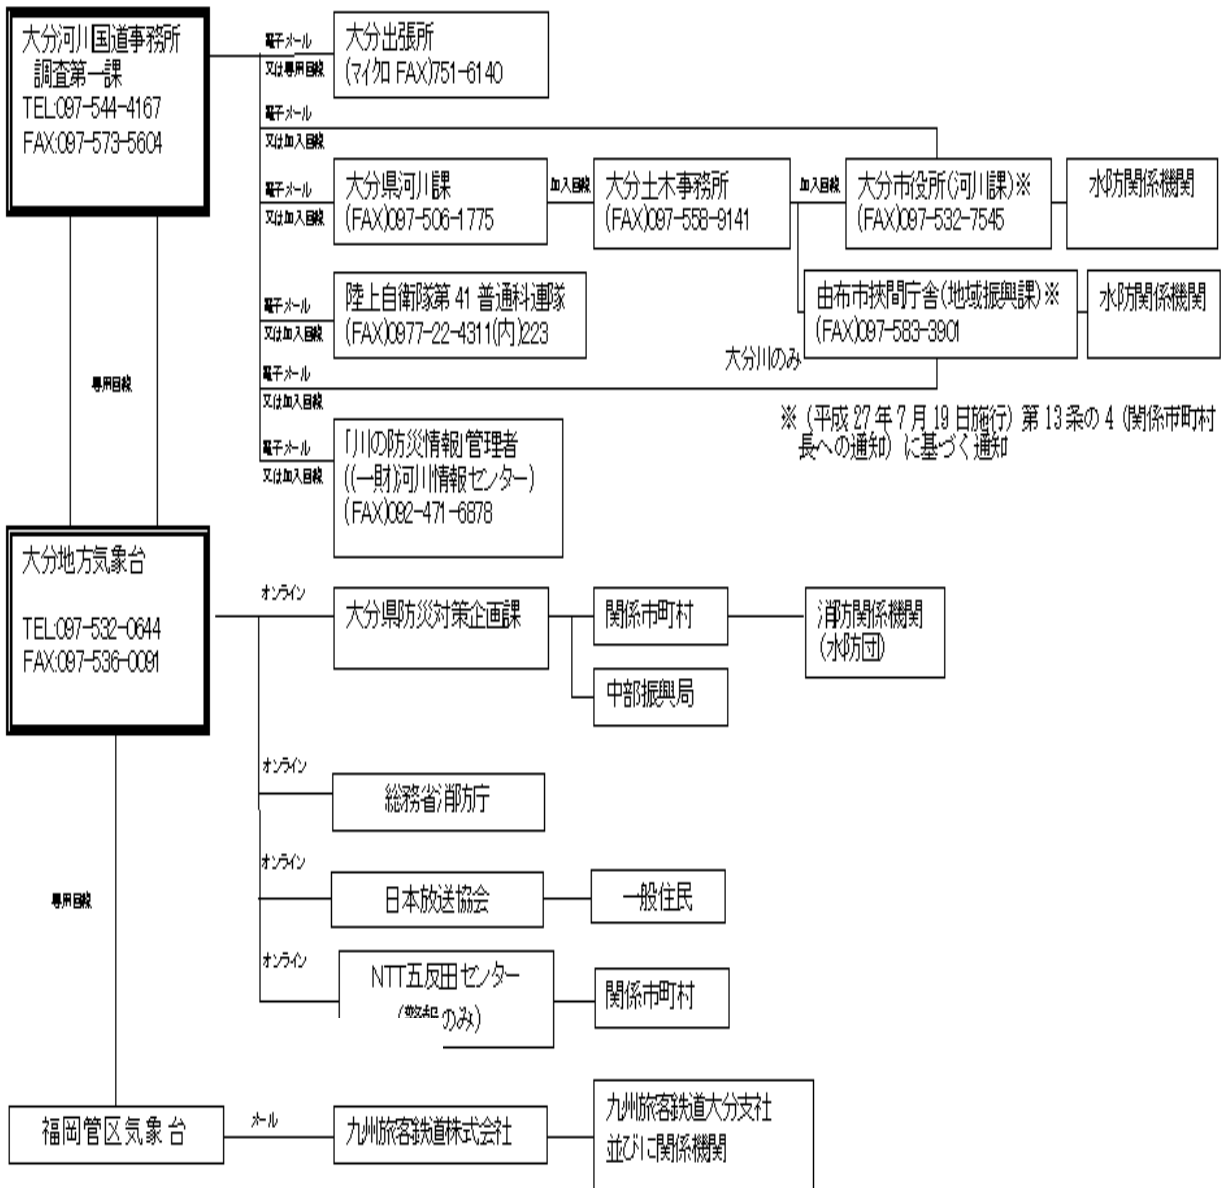 大分河川国道事務所
調査第一課
TEL:097-544-4167
FAX:097-573-5604
電子メール
又は専用回線
大分出張所
(マイクロ FAX)751-6140
電子メール
又は加入回線
電子メール
又は加入回線
大分県河川課
(FAX)097-506-1775
加入回線
大分土木事務所
(FAX)097-558-9141
加入回線
大分市役所(河川課)※
(FAX)097-532-7545
水防関係機関
電子メール
又は加入回線
陸上自衛隊第 41 普通科連隊
(FAX)0977-22-4311(内)223
由布市挾間庁舎(地域振興課)※
(FAX)097-583-3901
水防関係機関
大分川のみ
専用回線
電子メール
又は加入回線
※ (平成 27 年 7 月 19 日施行) 第 13 条の 4 (関係市町村
長への通知) に基づく通知
電子メール
又は加入回線
「川の防災情報」管理者
((一財)河川情報センター)
(FAX)092-471-6878
大分地方気象台
TEL:097-532-0644
FAX:097-536-0091
オンライン
大分県防災対策企画課
関係市町村
消防関係機関
(水防団)
中部振興局
オンライン
総務省消防庁
オンライン
日本放送協会
一般住民
専用回線
オンライン
NTT五反田センター
(警報のみ)
関係市町村
福岡管区気象台
メール
九州旅客鉄道株式会社
九州旅客鉄道大分支社
並びに関係機関